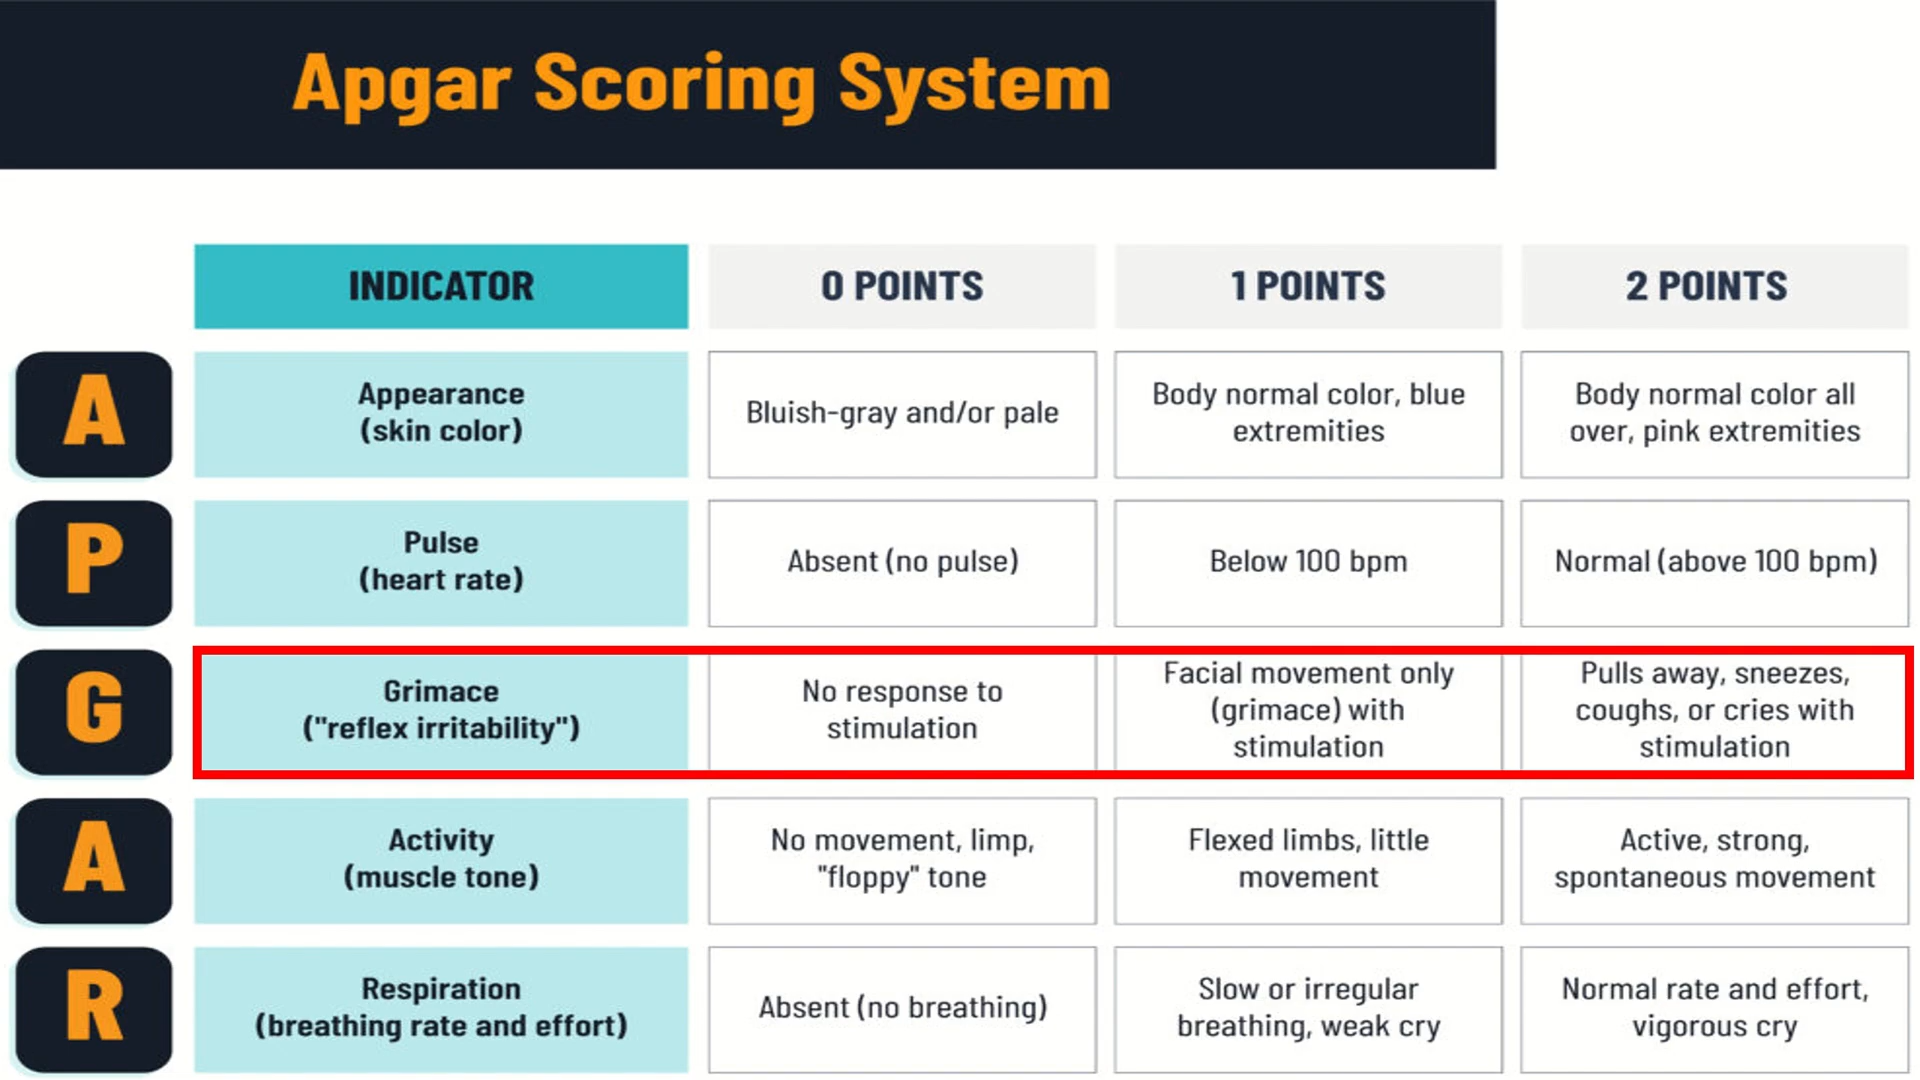 Apgar Scoring System
INDICATOR
0 POINTS
1 POINTS
2 POINTS
A
Appearance
(skin color)
Bluish-gray and/or pale
Body normal color, blue
extremities
Body normal color all
over, pink extremities
P
Pulse
(heart rate)
Absent (no pulse)
Below 100 bpm
Normal (above 100 bpm)
G
Grimace
("reflex irritability")
No response to
stimulation
Facial movement only
(grimace) with
stimulation
Pulls away, sneezes,
coughs, or cries with
stimulation
A
Activity
(muscle tone)
No movement, limp,
"floppy" tone
Flexed limbs, little
movement
Active, strong,
spontaneous movement
R
Respiration
(breathing rate and effort)
Absent (no breathing)
Slow or irregular
breathing, weak cry
Normal rate and effort,
vigorous cry